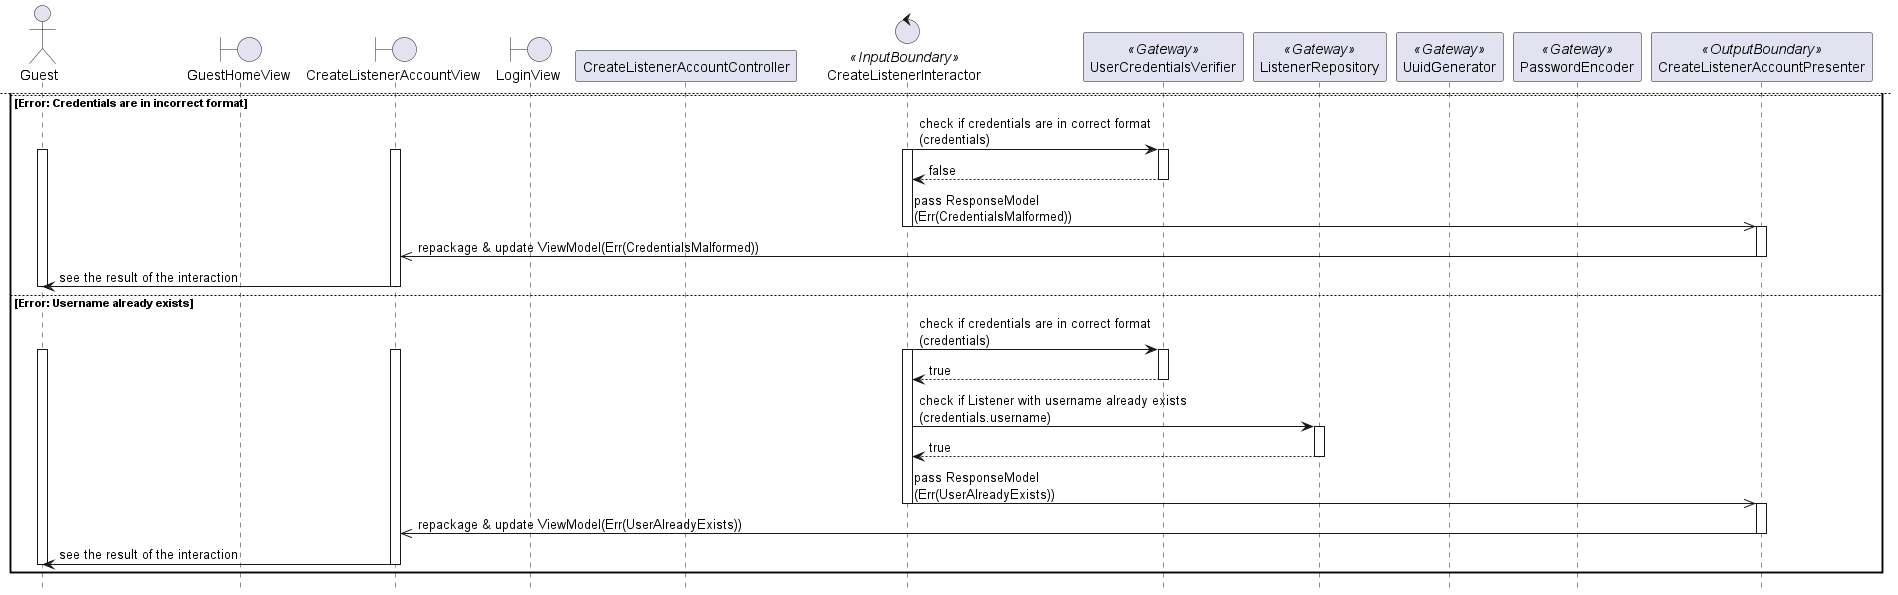 «InputBoundary»
«Gateway»
«Gateway»
«Gateway»
«Gateway»
«OutputBoundary»
Guest
GuestHomeView
CreateListenerAccountView
LoginView
CreateListenerAccountController
CreateListenerInteractor
UserCredentialsVerifier
ListenerRepository
UuidGenerator
PasswordEncoder
CreateListenerAccountPresenter
[Error: Credentials are in incorrect format]
check if credentials are in correct format
(credentials)
false
pass ResponseModel
(Err(CredentialsMalformed))
repackage & update ViewModel(Err(CredentialsMalformed))
see the result of the interaction
[Error: Username already exists]
check if credentials are in correct format
(credentials)
true
check if Listener with username already exists
(credentials.username)
true
pass ResponseModel
(Err(UserAlreadyExists))
repackage & update ViewModel(Err(UserAlreadyExists))
see the result of the interaction